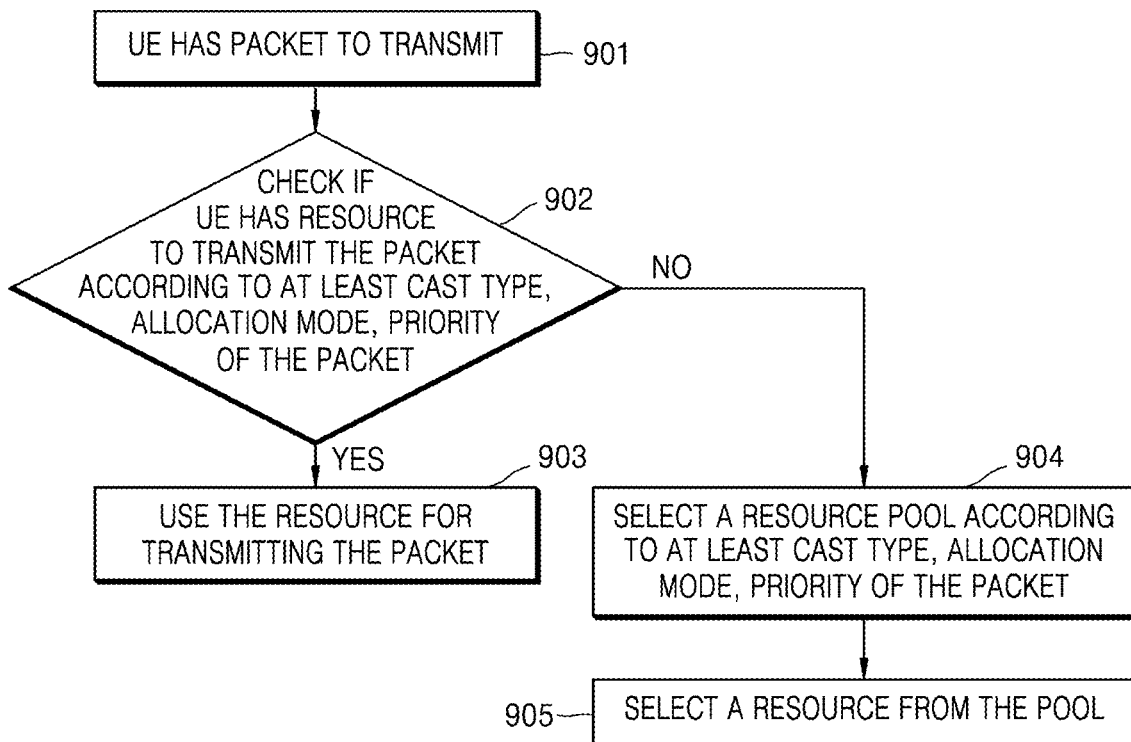 UE HAS PACKET TO TRANSMIT
901
CHECK IF
UE HAS RESOURCE
TO TRANSMIT THE PACKET
ACCORDING TO AT LEAST CAST TYPE,
ALLOCATION MODE, PRIORITY
OF THE PACKET
902
NO
YES
903
USE THE RESOURCE FOR
TRANSMITTING THE PACKET
904
SELECT A RESOURCE POOL ACCORDING
TO AT LEAST CAST TYPE, ALLOCATION
MODE, PRIORITY OF THE PACKET
905
SELECT A RESOURCE FROM THE POOL